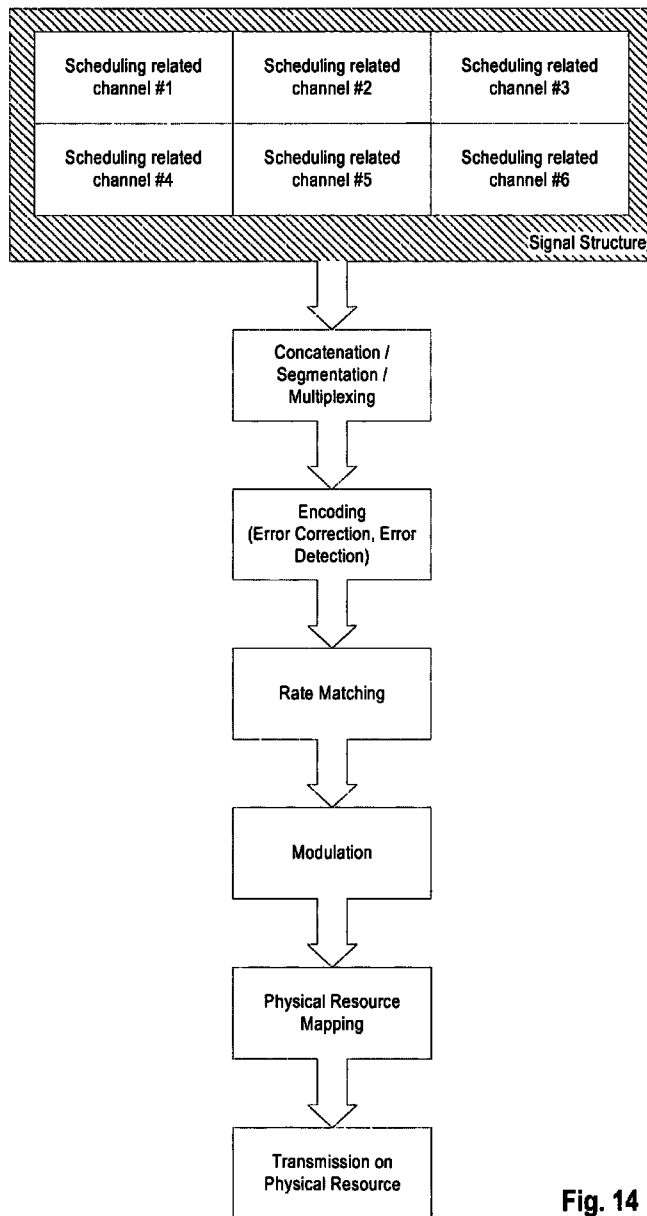 Scheduling related channel #1
Scheduling related channel #2
Scheduling related channel #3
Scheduling related channel #4
Scheduling related channel #5
Scheduling related channel #6
Signal Structure
Concatenation /
Segmentation /
Multiplexing
Encoding
(Error Correction, Error
Detection)
Rate Matching
Modulation
Physical Resource
Mapping
Transmission on
Physical Resource
Fig. 14